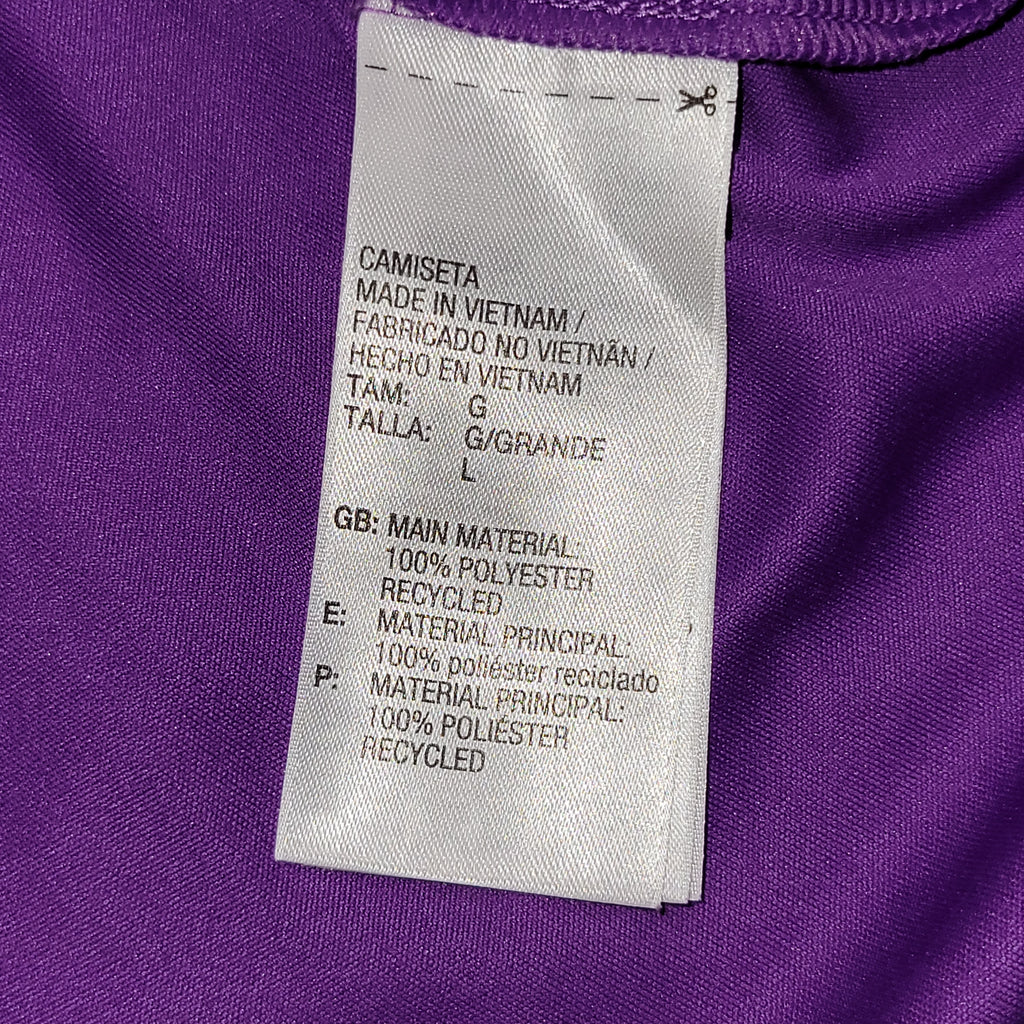 CAMISETA
MADE IN VIETNAM /
FABRICADO NO VIETNÃN /
HECHO EN VIETNAM
TAM: G
TALLA: G/GRANDE
L
GB: MAIN MATERIAL:
100% POLYESTER
RECYCLED
E: MATERIAL PRINCIPAL:
100% poliéster reciclado
P: MATERIAL PRINCIPAL:
100% POLIÉSTER
RECYCLED